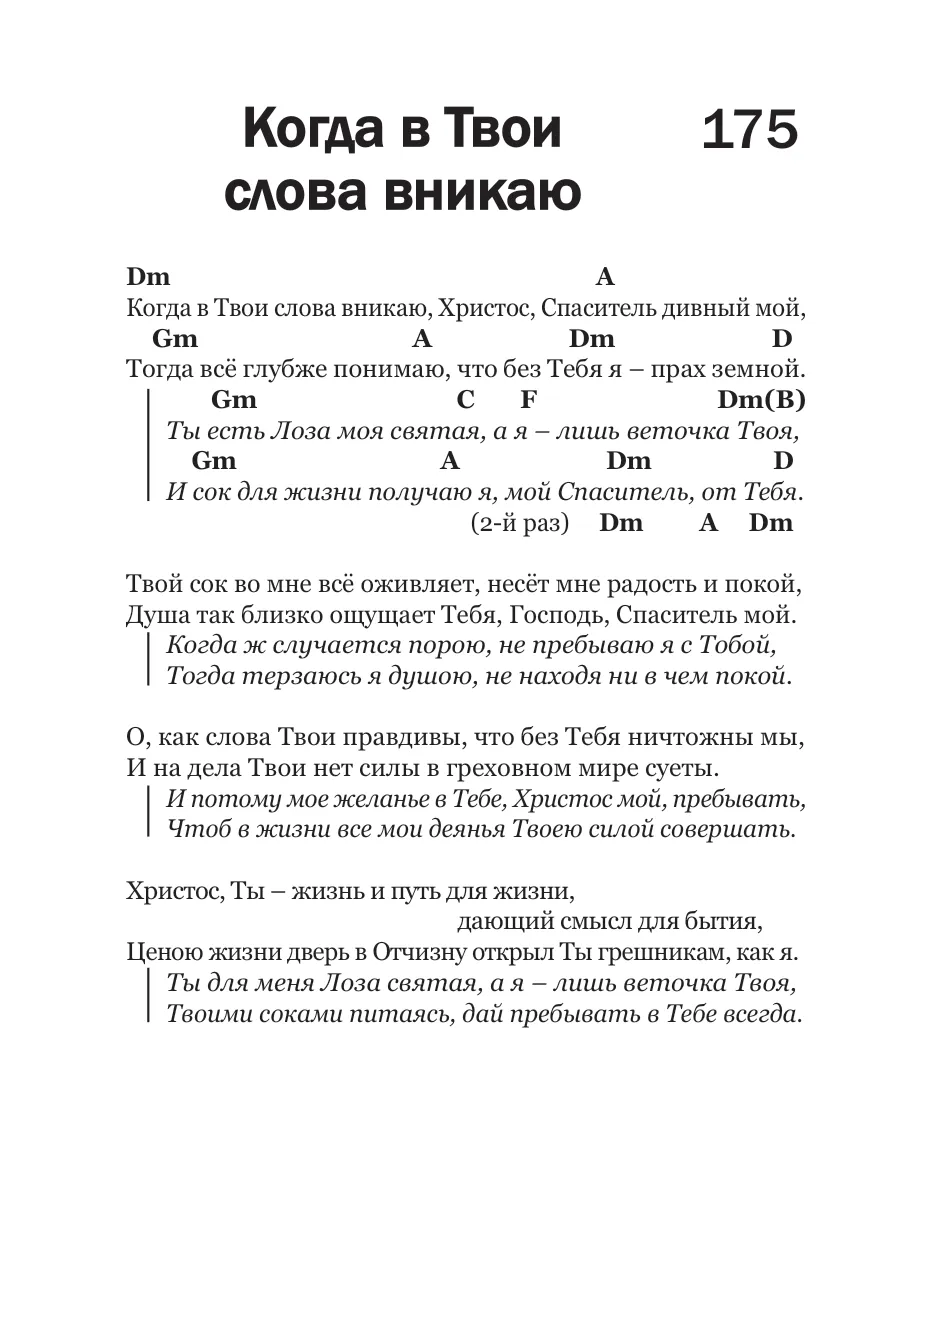 Когда в Твои
слова вникаю
175
Dm A
Когда в Твои слова вникаю, Христос, Спаситель дивный мой,
Gm A Dm D
Тогда всё глубже понимаю, что без Тебя я – прах земной.
Gm C F Dm(B)
Ты есть Лоза моя святая, а я – лишь веточка Твоя,
Gm A Dm D
И сок для жизни получаю я, мой Спаситель, от Тебя.
(2-й раз) Dm A Dm
Твой сок во мне всё оживляет, несёт мне радость и покой,
Душа так близко ощущает Тебя, Господь, Спаситель мой.
Когда ж случается порою, не пребываю я с Тобой,
Тогда терзаюсь я душою, не находя ни в чем покой.
О, как слова Твои правдивы, что без Тебя ничтожны мы,
И на дела Твои нет силы в греховном мире суеты.
И потому мое желанье в Тебе, Христос мой, пребывать,
Чтоб в жизни все мои деянья Твоею силой совершать.
Христос, Ты – жизнь и путь для жизни,
дающий смысл для бытия,
Ценою жизни дверь в Отчизну открыл Ты грешникам, как я.
Ты для меня Лоза святая, а я – лишь веточка Твоя,
Твоими соками питаясь, дай пребывать в Тебе всегда.